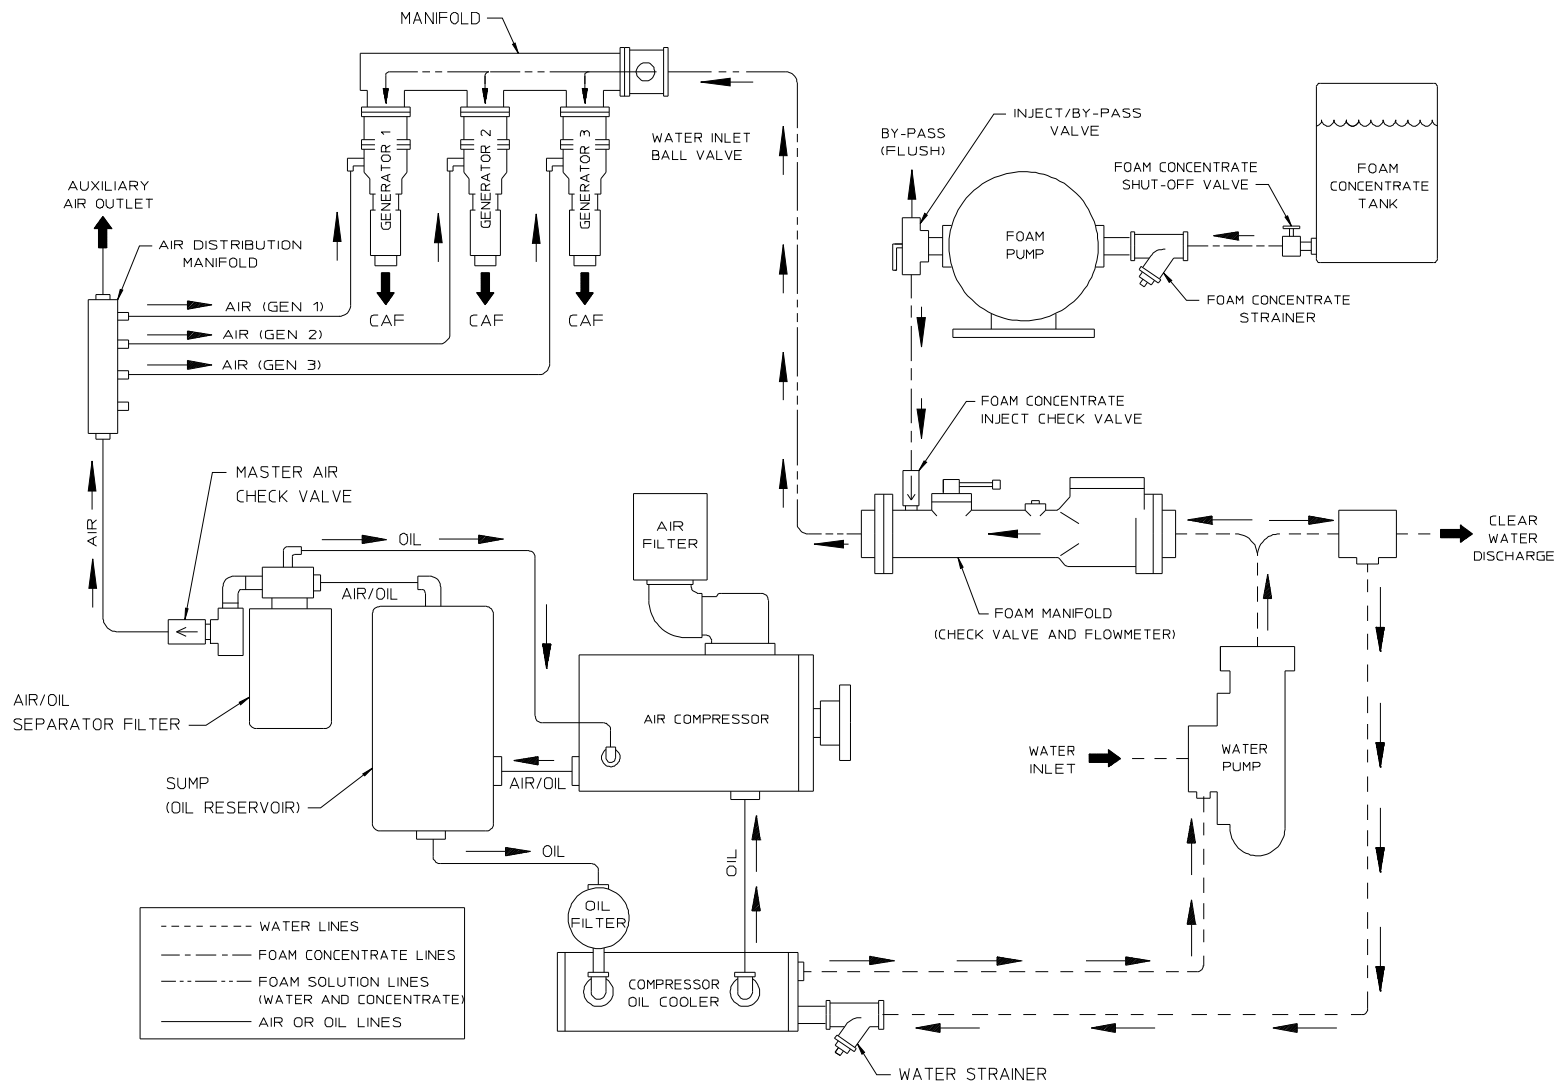 MANIFOLD
GENERATOR 1
GENERATOR 2
GENERATOR 3
WATER INLET
BALL VALVE
BY-PASS
(FLUSH)
INJECT/BY-PASS
VALVE
FOAM CONCENTRATE
SHUT-OFF VALVE
FOAM
CONCENTRATE
TANK
AUXILIARY
AIR OUTLET
AIR DISTRIBUTION
MANIFOLD
FOAM
PUMP
FOAM CONCENTRATE
STRAINER
AIR (GEN 1)
AIR (GEN 2)
AIR (GEN 3)
CAF
CAF
CAF
FOAM CONCENTRATE
INJECT CHECK VALVE
MASTER AIR
CHECK VALVE
AIR
OIL
AIR
FILTER
CLEAR
WATER
DISCHARGE
AIR/OIL
FOAM MANIFOLD
(CHECK VALVE AND FLOWMETER)
AIR/OIL
SEPARATOR FILTER
AIR COMPRESSOR
WATER
INLET
WATER
PUMP
SUMP
(OIL RESERVOIR)
AIR/OIL
OIL
OIL
OIL
FILTER
COMPRESSOR
OIL COOLER
WATER STRAINER
WATER LINES
FOAM CONCENTRATE LINES
FOAM SOLUTION LINES
(WATER AND CONCENTRATE)
AIR OR OIL LINES